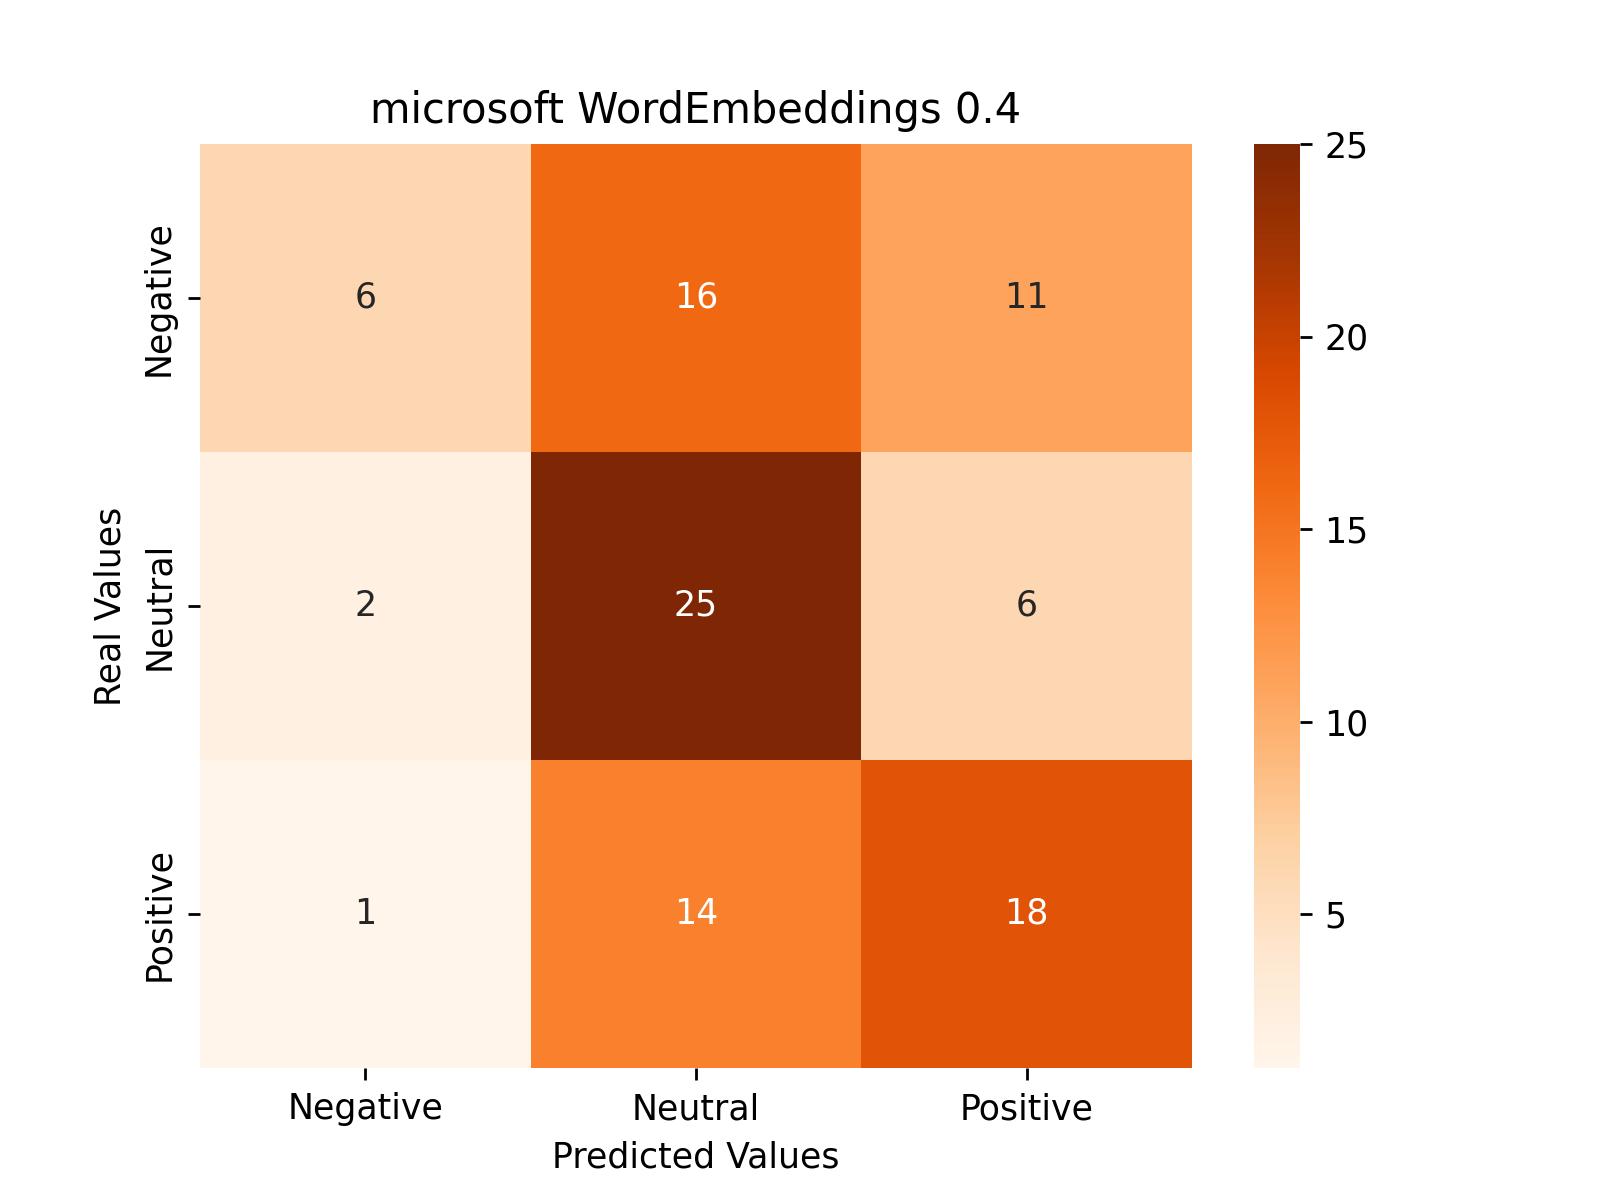 microsoft WordEmbeddings 0.4
Real Values
Negative
6 16 11
Neutral
2 25 6
Positive
1 14 18
Negative Neutral Positive
Predicted Values
25
20
15
10
5